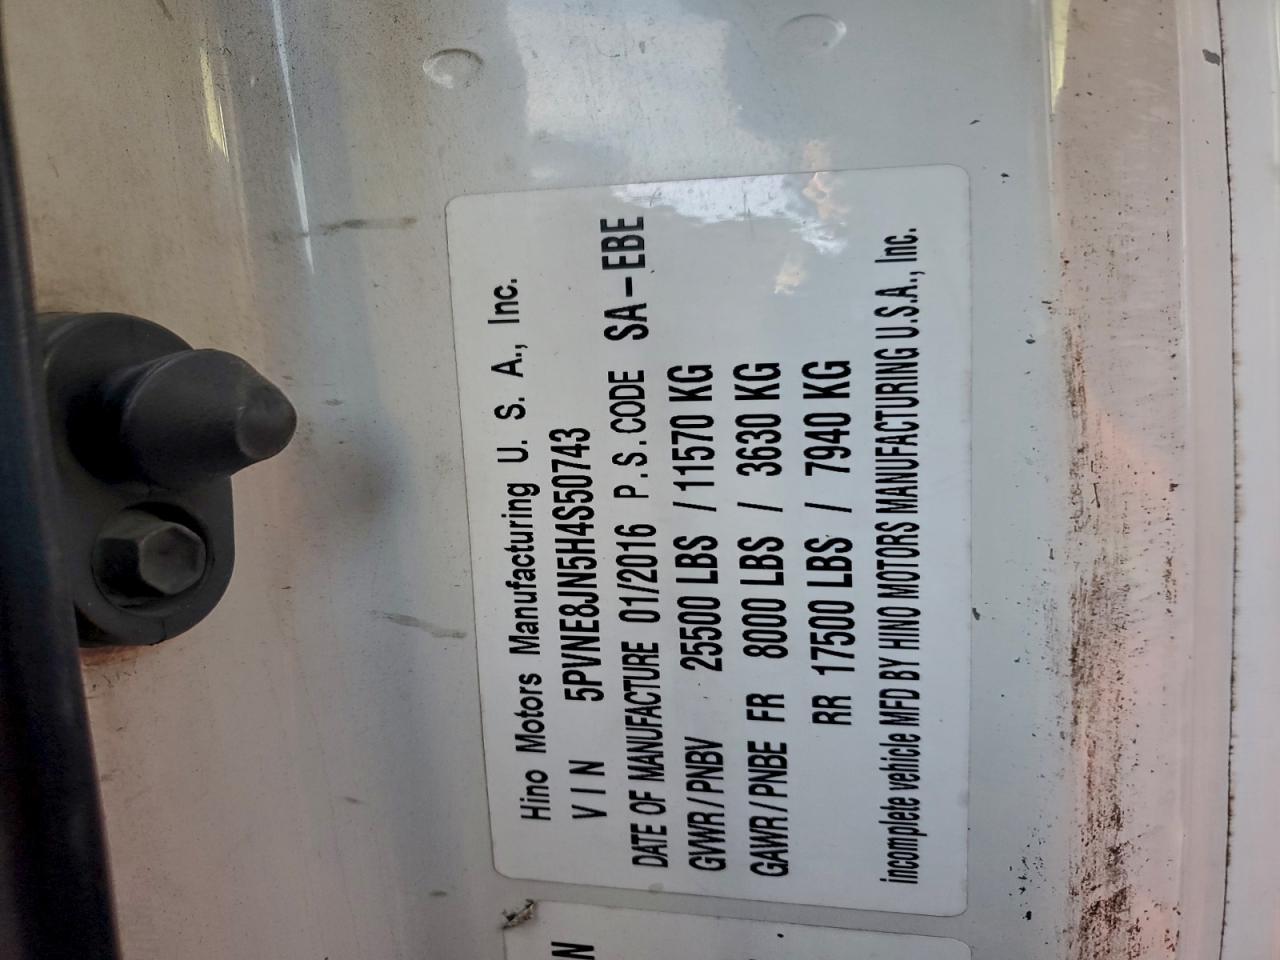 Hino Motors Manufacturing U. S. A., Inc.
VIN 5PVNE8JN5H4S50743
DATE OF MANUFACTURE 01/2016 P.S.CODE SA-EBE
GVWR/PNBV 25500 LBS / 11570 KG
GAWR/PNBE FR 8000 LBS / 3630 KG
RR 17500 LBS / 7940 KG
incomplete vehicle MFD BY HINO MOTORS MANUFACTURING U.S.A., Inc.
N